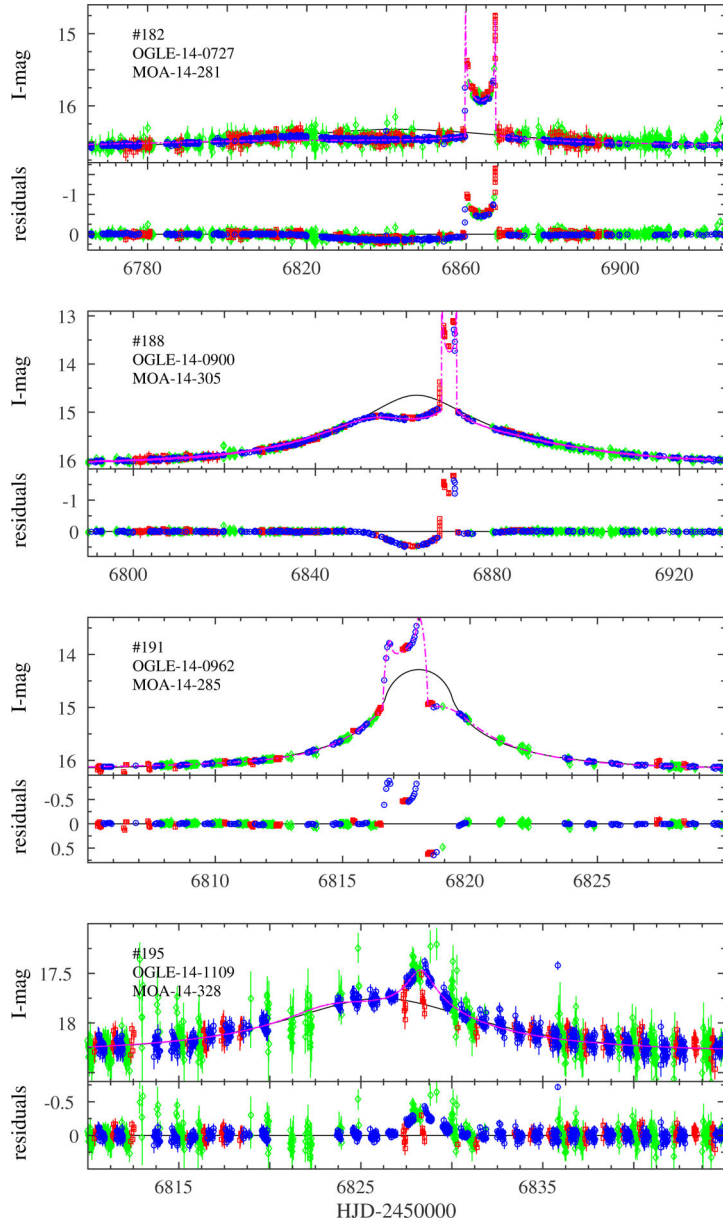 #182
OGLE-14-0727
MOA-14-281
I-mag
15
16
residuals
-1
0
6780 6820 6860 6900
#188
OGLE-14-0900
MOA-14-305
I-mag
13
14
15
16
residuals
-1
0
6800 6840 6880 6920
#191
OGLE-14-0962
MOA-14-285
I-mag
14
15
16
residuals
-0.5
0
0.5
6810 6815 6820 6825
#195
OGLE-14-1109
MOA-14-328
I-mag
17.5
18
residuals
-0.5
0
6815 6825 6835
HJD-2450000